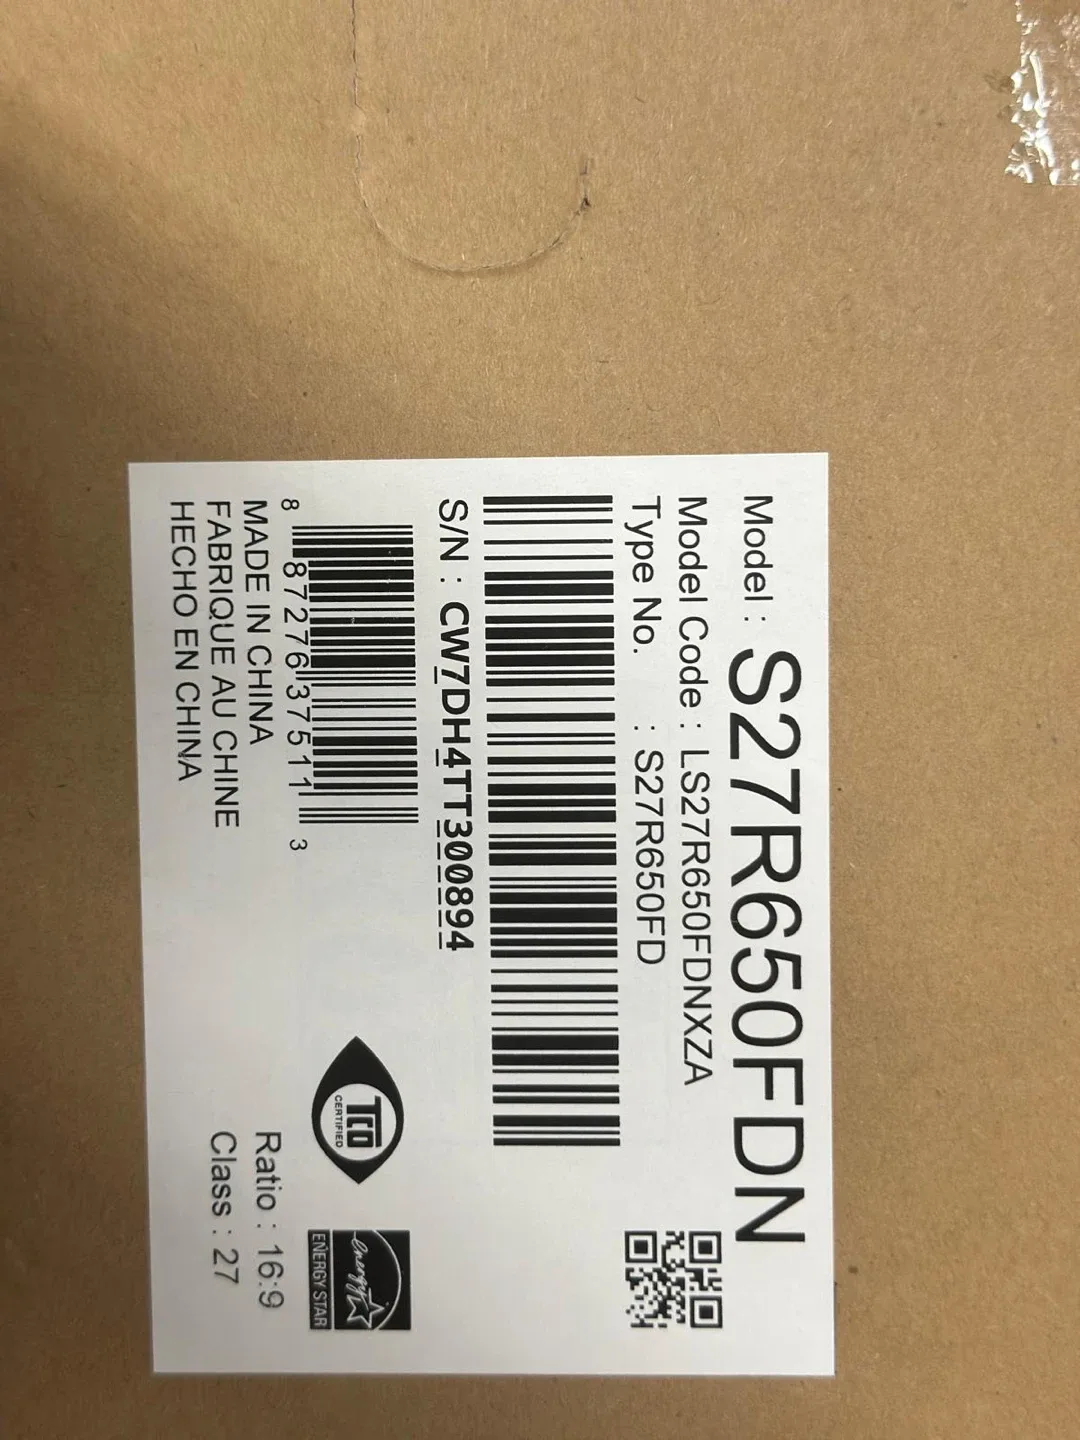 Model : S27R650FDN
Model Code : LS27R650FDNXZA
Type No. : S27R650FD
S/N : CW7DH4TT300894
8 87276 37511 3
MADE IN CHINA
FABRIQUE AU CHINE
HECHO EN CHINA
TCO
CERTIFIED
energy
ENERGY STAR
Ratio : 16:9
Class : 27